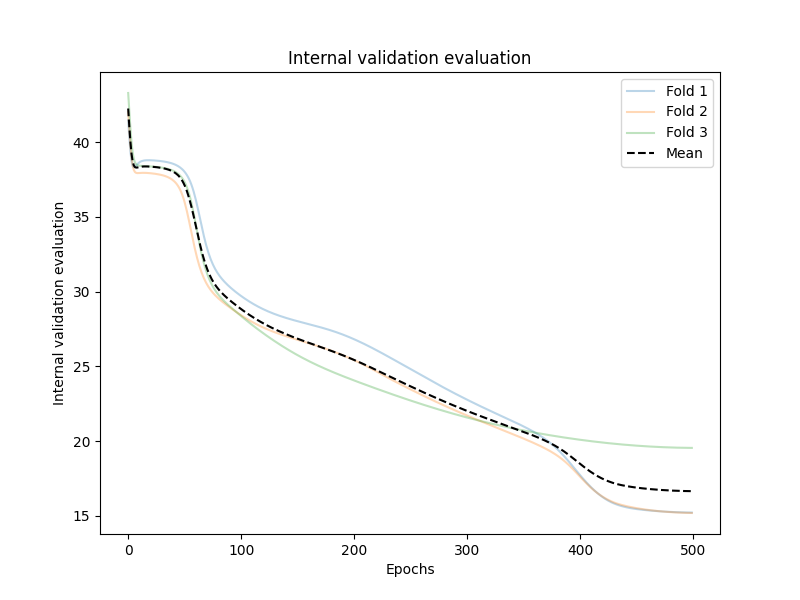 Internal validation evaluation
Fold 1
Fold 2
Fold 3
Mean
Internal validation evaluation
40
35
30
25
20
15
0 100 200 300 400 500
Epochs